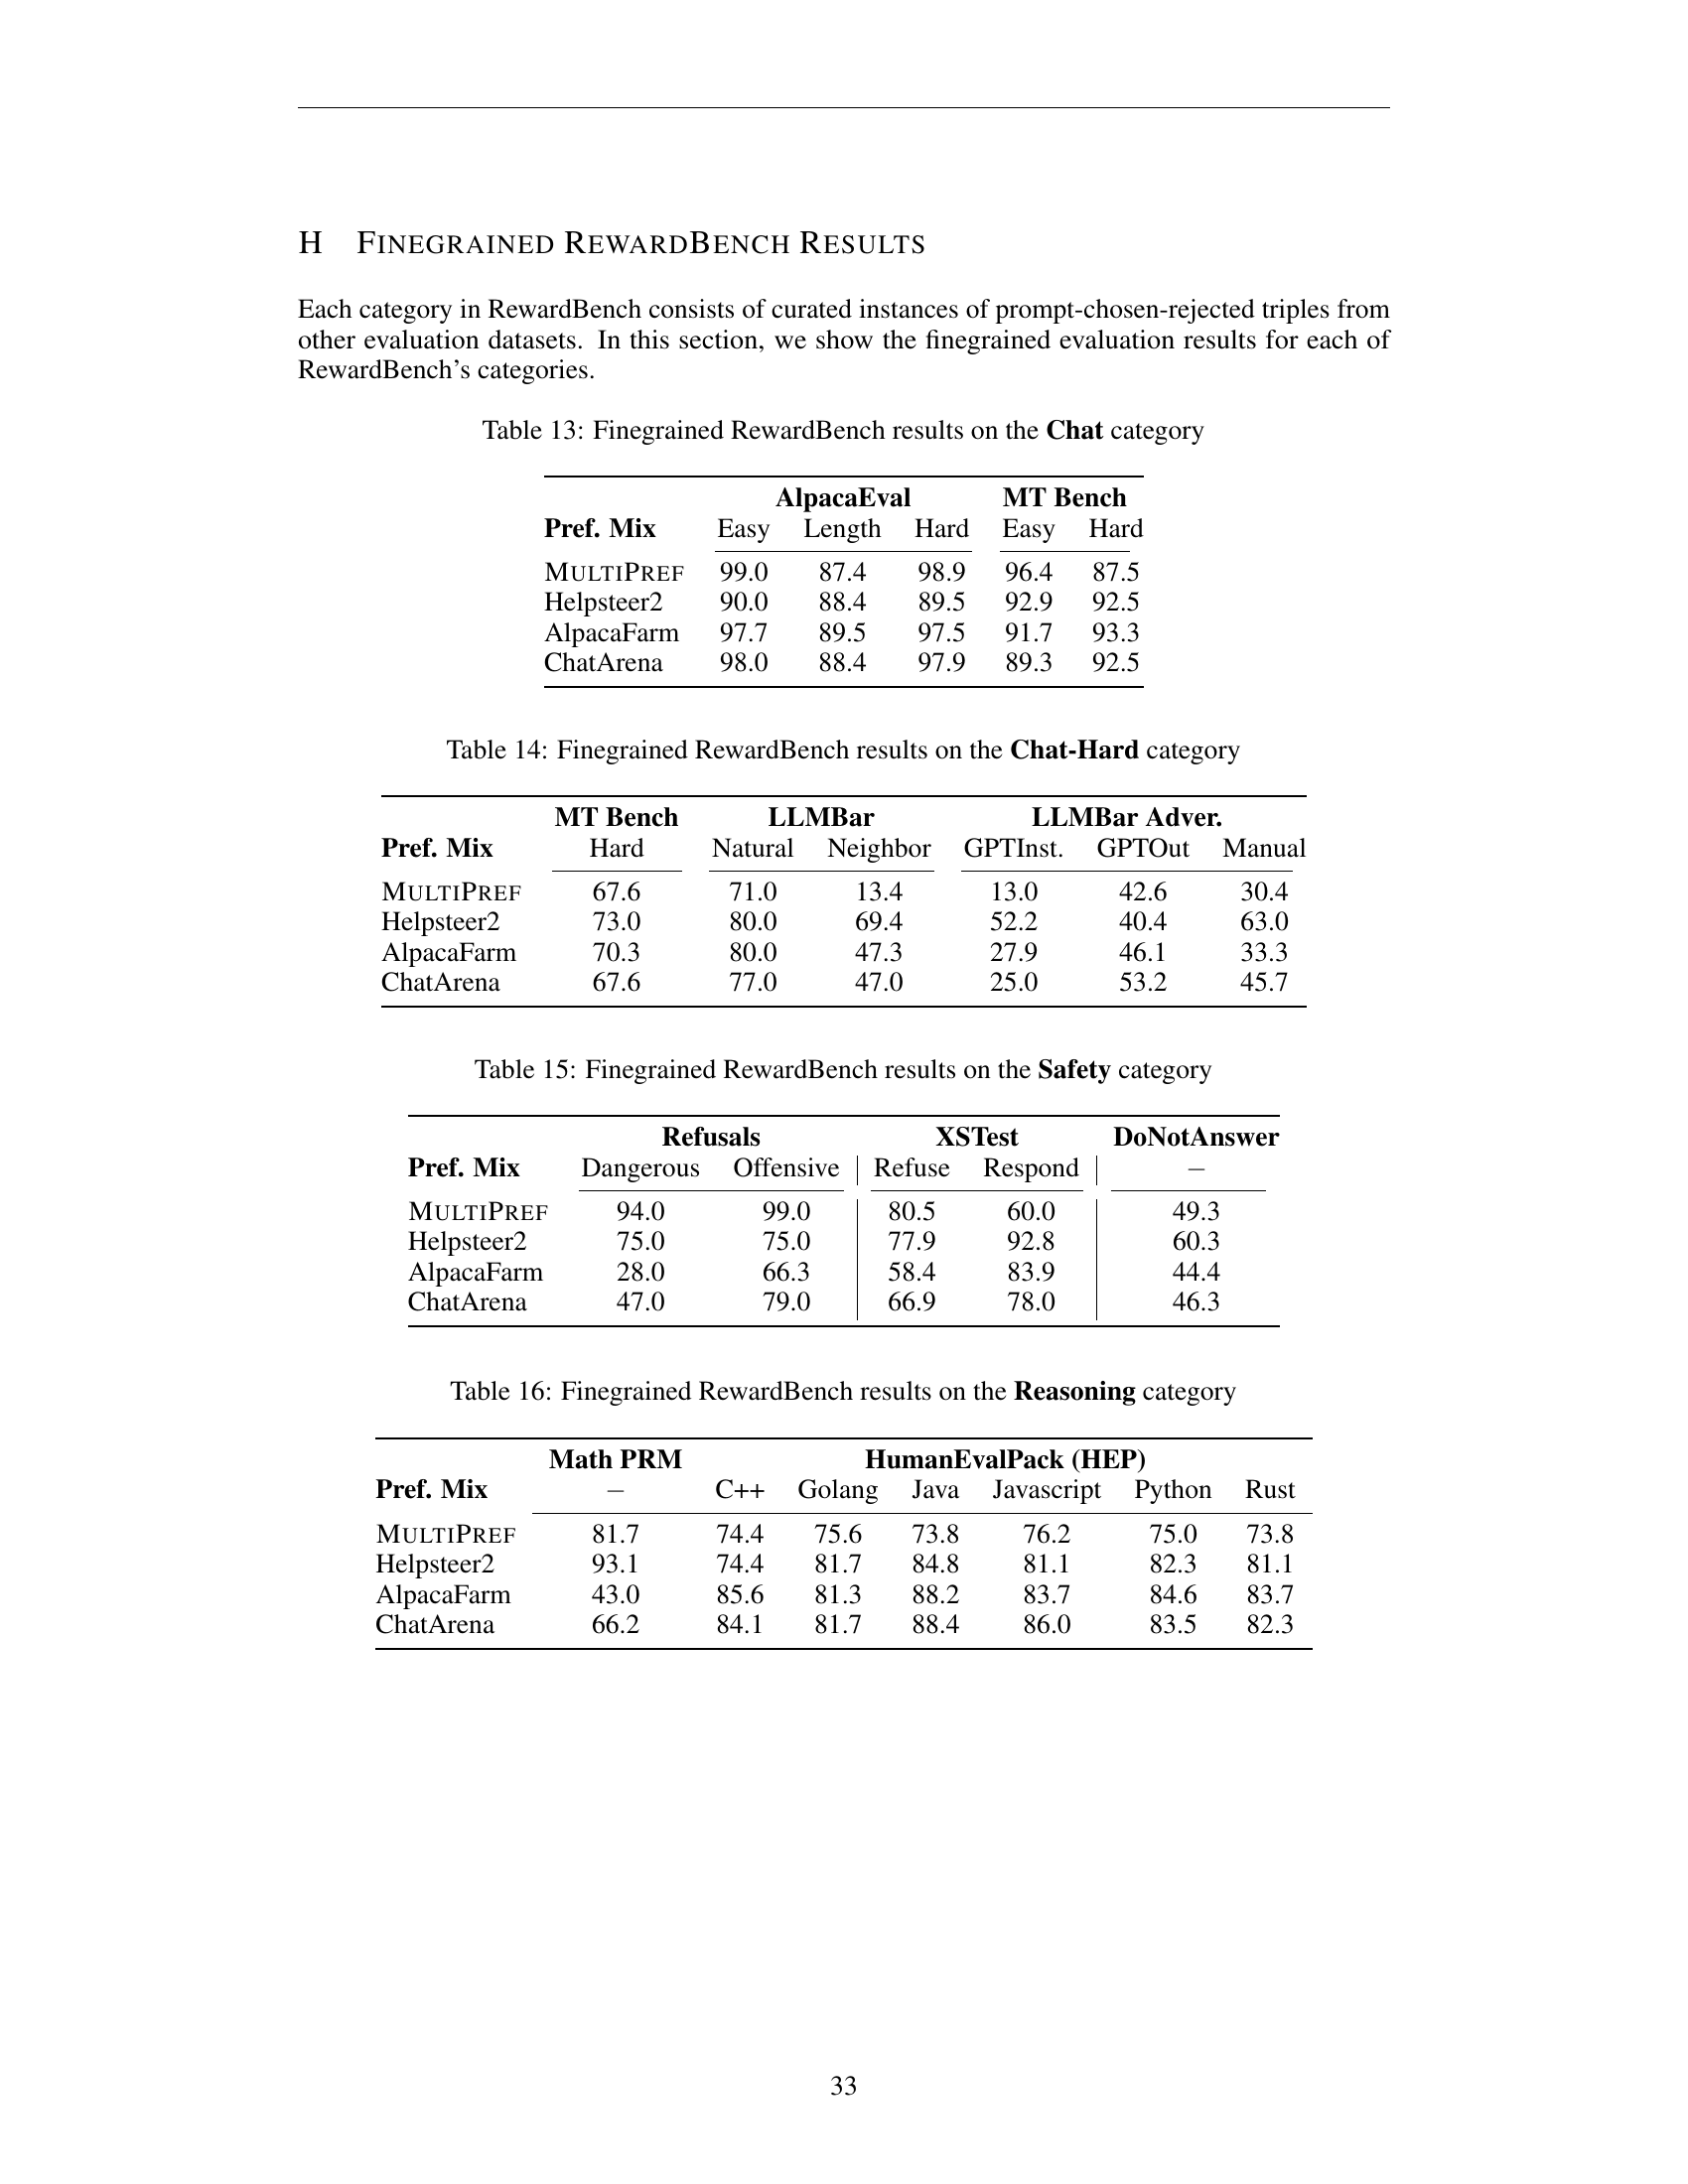 H FINEGRAINED REWARDBENCH RESULTS
Each category in RewardBench consists of curated instances of prompt-chosen-rejected triples from
other evaluation datasets. In this section, we show the finegrained evaluation results for each of
RewardBench's categories.
Table 13: Finegrained RewardBench results on the Chat category
AlpacaEval MT Bench
Pref. Mix Easy Length Hard Easy Hard
MULTIPREF 99.0 87.4 98.9 96.4 87.5
Helpsteer2 90.0 88.4 89.5 92.9 92.5
AlpacaFarm 97.7 89.5 97.5 91.7 93.3
ChatArena 98.0 88.4 97.9 89.3 92.5
Table 14: Finegrained RewardBench results on the Chat-Hard category
MT Bench LLMBar LLMBar Adver.
Pref. Mix Hard Natural Neighbor GPTInst. GPTOut Manual
MULTIPREF 67.6 71.0 13.4 13.0 42.6 30.4
Helpsteer2 73.0 80.0 69.4 52.2 40.4 63.0
AlpacaFarm 70.3 80.0 47.3 27.9 46.1 33.3
ChatArena 67.6 77.0 47.0 25.0 53.2 45.7
Table 15: Finegrained RewardBench results on the Safety category
Refusals XSTest DoNotAnswer
Pref. Mix Dangerous Offensive Refuse Respond –
MULTIPREF 94.0 99.0 80.5 60.0 49.3
Helpsteer2 75.0 75.0 77.9 92.8 60.3
AlpacaFarm 28.0 66.3 58.4 83.9 44.4
ChatArena 47.0 79.0 66.9 78.0 46.3
Table 16: Finegrained RewardBench results on the Reasoning category
Math PRM HumanEvalPack (HEP)
Pref. Mix – C++ Golang Java Javascript Python Rust
MULTIPREF 81.7 74.4 75.6 73.8 76.2 75.0 73.8
Helpsteer2 93.1 74.4 81.7 84.8 81.1 82.3 81.1
AlpacaFarm 43.0 85.6 81.3 88.2 83.7 84.6 83.7
ChatArena 66.2 84.1 81.7 88.4 86.0 83.5 82.3
33